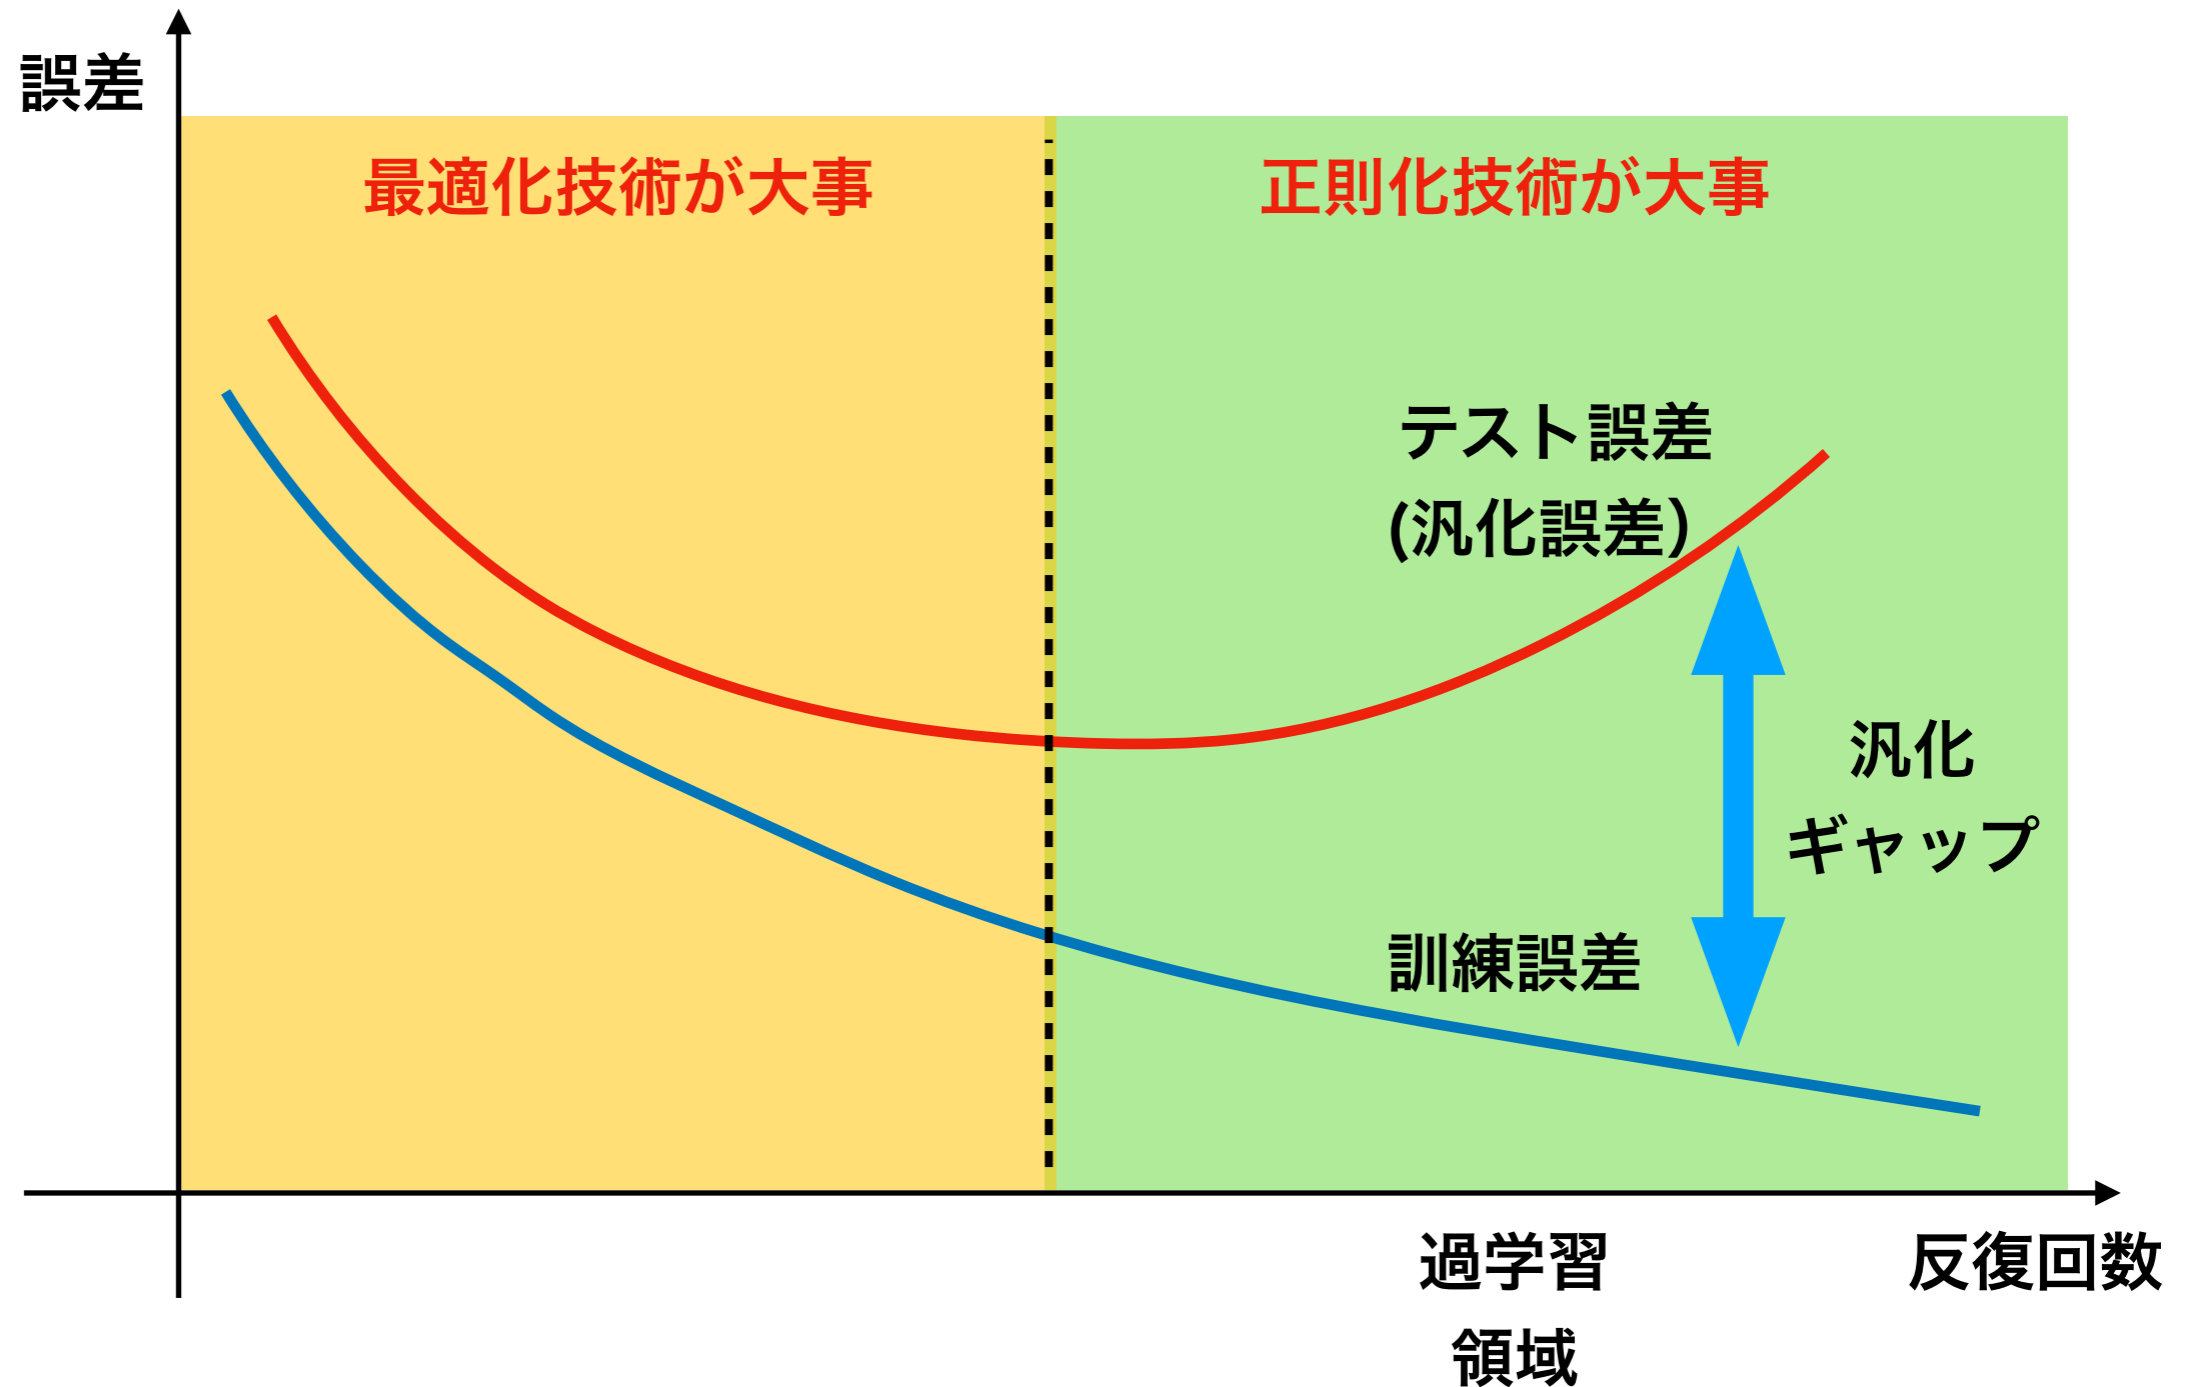 誤差
最適化技術が大事
正則化技術が大事
テスト誤差
(汎化誤差）
汎化
ギャップ
訓練誤差
過学習
領域
反復回数